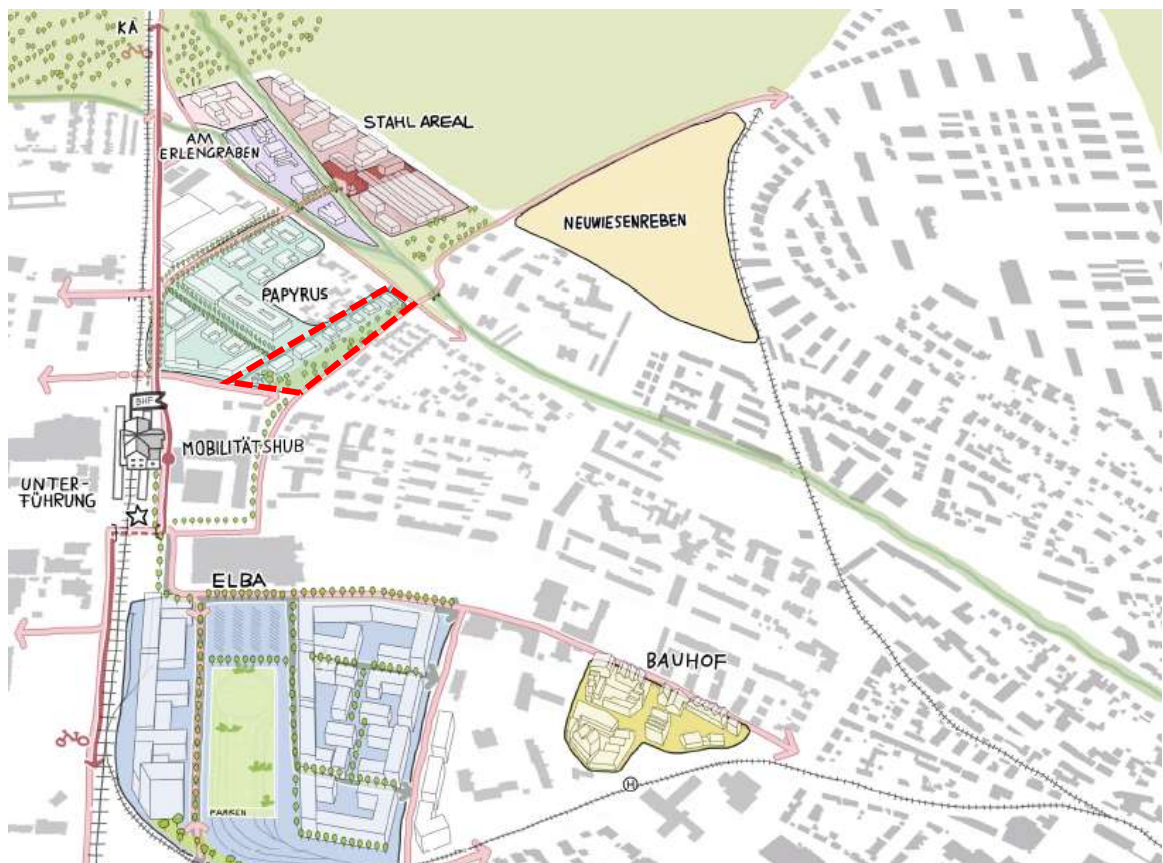 KA
STAHL AREAL
AM
ERLENGRABEN
NEUWIESENREBEN
PAPYRUS
BHF
MOBILITÄTSHUB
UNTER-
FÜHRUNG
ELBA
BAUHOF
H
PARKEN